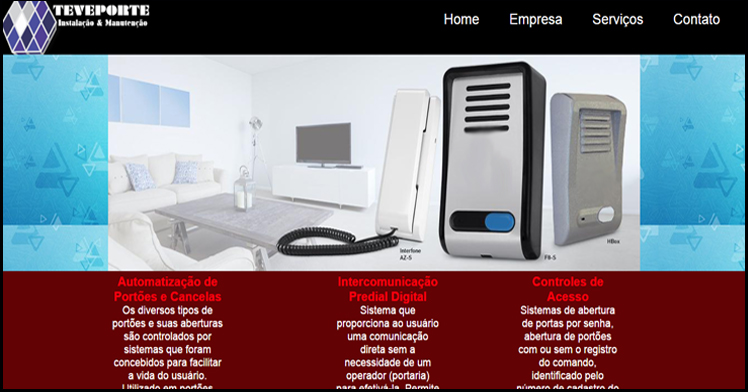 TEVEPORTE
Instalação & Manutenção
Home Empresa Serviços Contato
Interfone
AZ-S
F8-S
HBox
Automatização de
Portões e Cancelas
Os diversos tipos de
portões e suas aberturas
são controlados por
sistemas que foram
concebidos para facilitar
a vida do usuário.
Utilizado em portões
Intercomunicação
Predial Digital
Sistema que
proporciona ao usuário
uma comunicação
direta sem a
necessidade de um
operador (portaria)
para efetivá-la. Permite
Controles de
Acesso
Sistemas de abertura
de portas por senha,
abertura de portões
com ou sem o registro
do comando,
identificado pelo
número de cadastro do